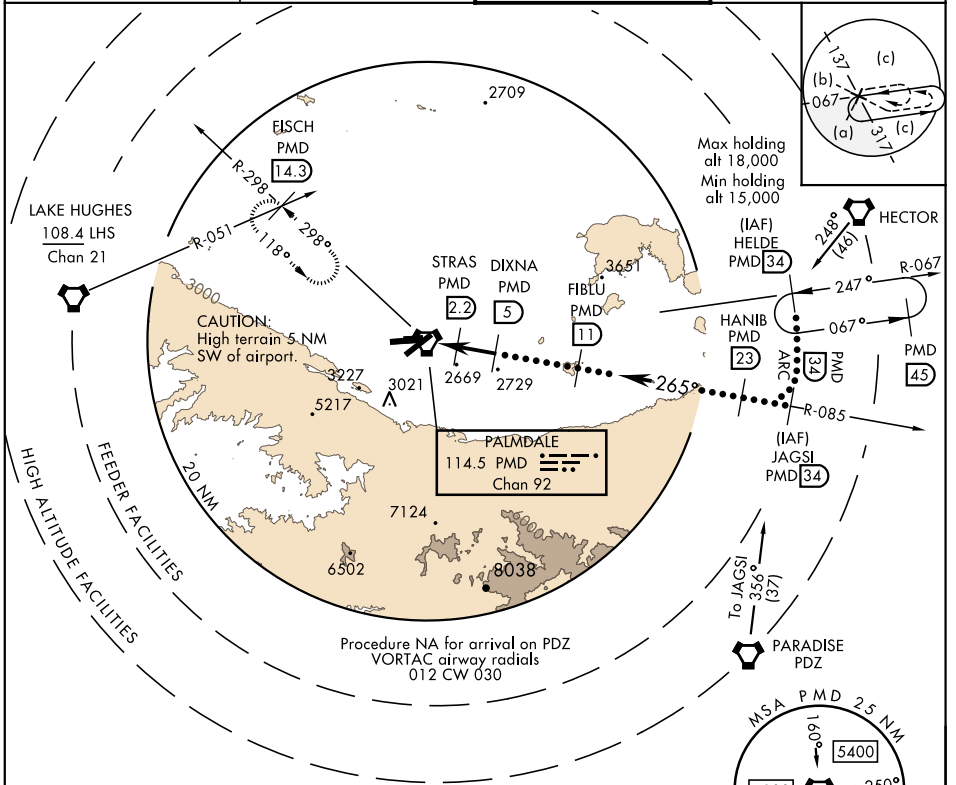 2709
FISCH
PMD
14.3
R-298
R-051
298°
118°
LAKE HUGHES
108.4 LHS
Chan 21
137
(c)
(b)
067
(a)
(c)
317
Max holding
alt 18,000
Min holding
alt 15,000
(IAF)
HELDE
PMD 34
HECTOR
248°
(46)
R-067
247°
067°
PMD
45
3651
STRAS
PMD
2.2
DIXNA
PMD
5
FIBLU
PMD
11
HANIB
PMD
23
ARC
34
PMD
3000
CAUTION:
High terrain 5 NM
SW of airport.
3227
5217
3021
2669
2729
265°
R-085
(IAF)
JAGSI
PMD 34
PALMDALE
114.5 PMD
Chan 92
20 NM
7124
6000
6502
8038
FEEDER FACILITIES
HIGH ALTITUDE FACILITIES
To JAGSI
356°
(37)
PARADISE
PDZ
Procedure NA for arrival on PDZ
VORTAC airway radials
012 CW 030
MSA PMD 25 NM
160°
5400
250°